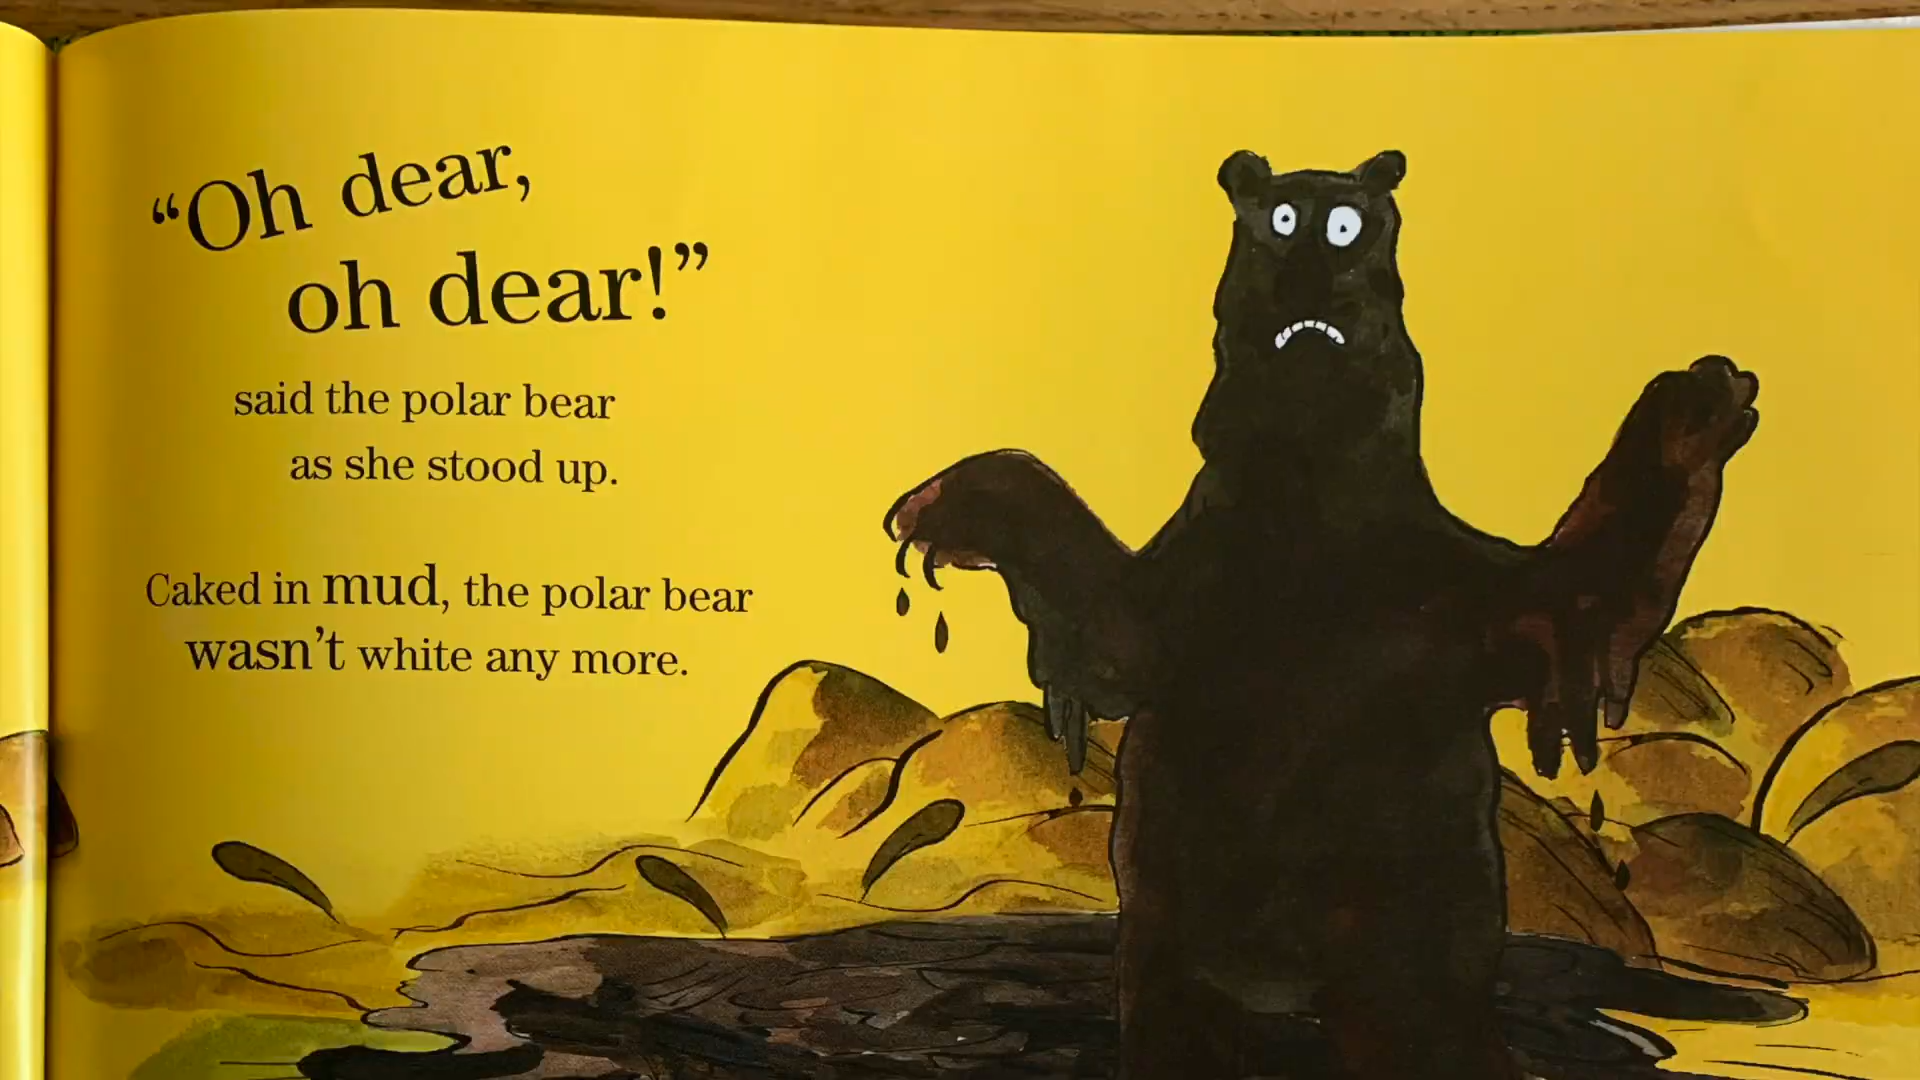 “Oh dear,
oh dear!”
said the polar bear
as she stood up.
Caked in mud, the polar bear
wasn’t white any more.